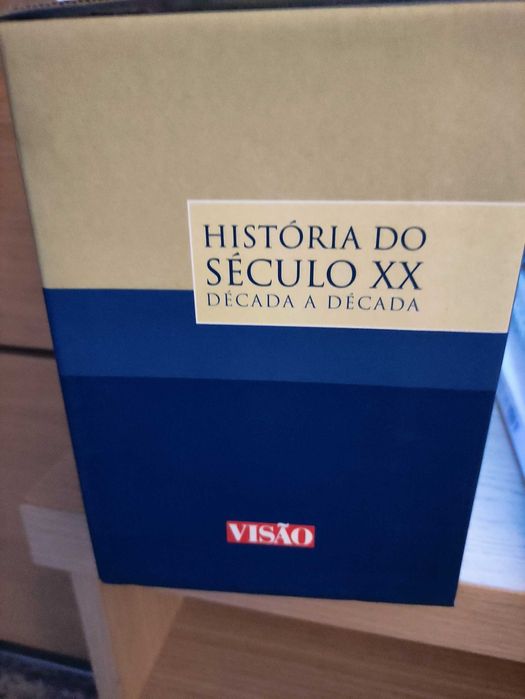 HISTÓRIA DO
SÉCULO XX
DÉCADA A DÉCADA
VISÃO